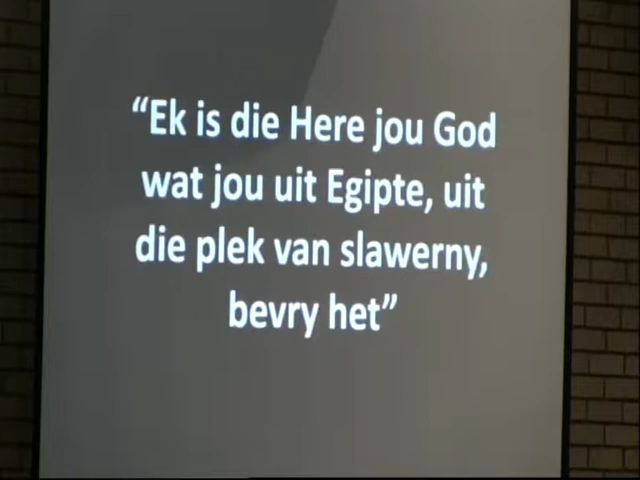 “Ek is die Here jou God
wat jou uit Egipte, uit
die plek van slawerny,
bevry het”